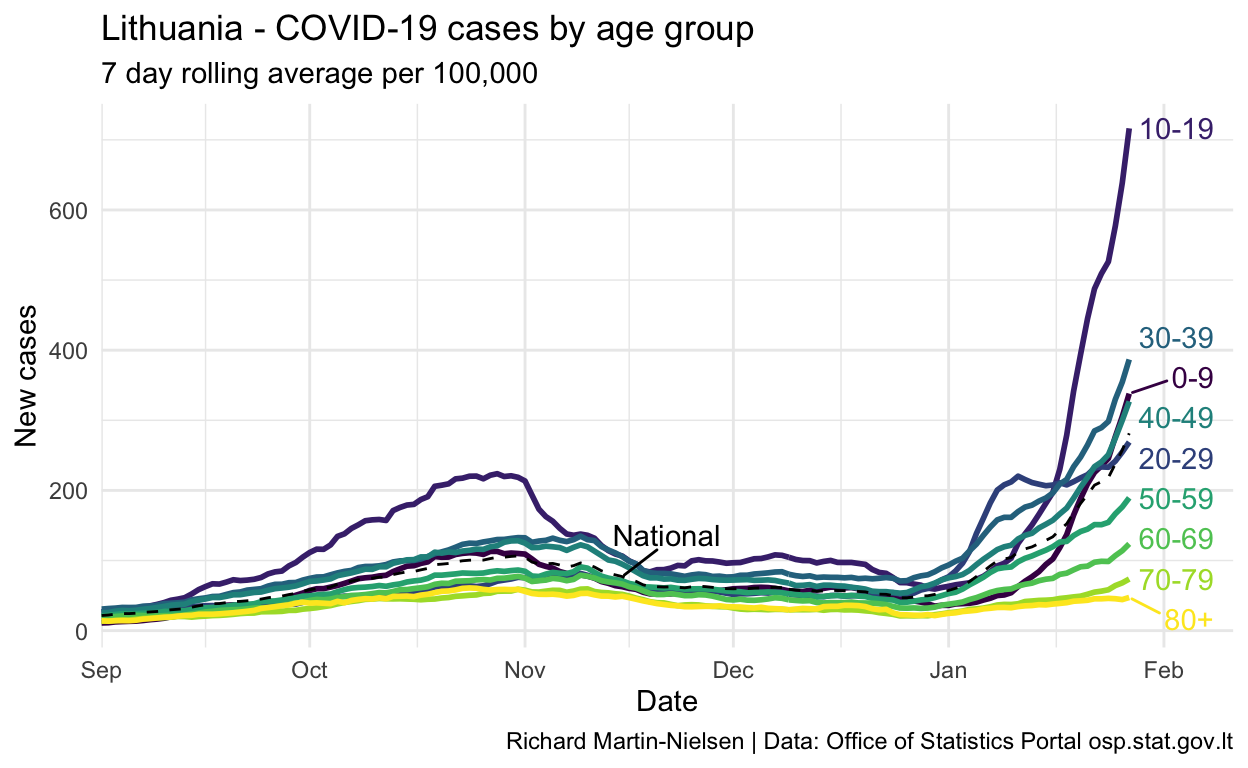 Lithuania - COVID-19 cases by age group
7 day rolling average per 100,000
New cases
600
400
200
0
10-19
30-39
0-9
40-49
20-29
50-59
60-69
70-79
80+
National
Sep Oct Nov Dec Jan Feb
Date
Richard Martin-Nielsen | Data: Office of Statistics Portal osp.stat.gov.lt